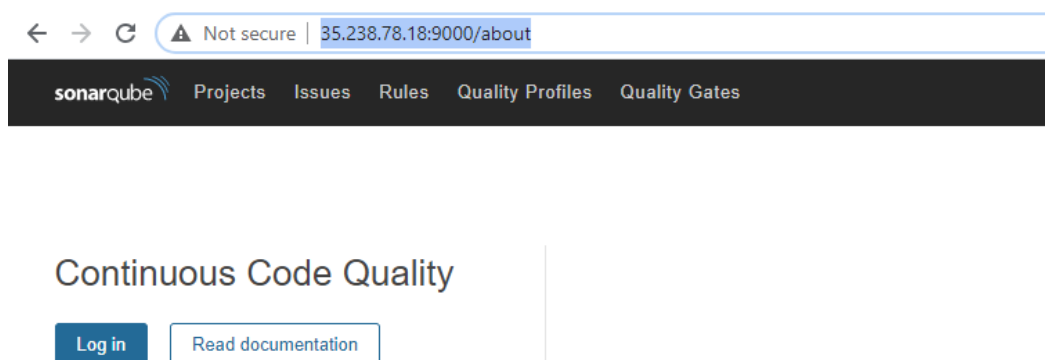 Not secure | 35.238.78.18:9000/about
sonarqube Projects Issues Rules Quality Profiles Quality Gates
Continuous Code Quality
Log in Read documentation